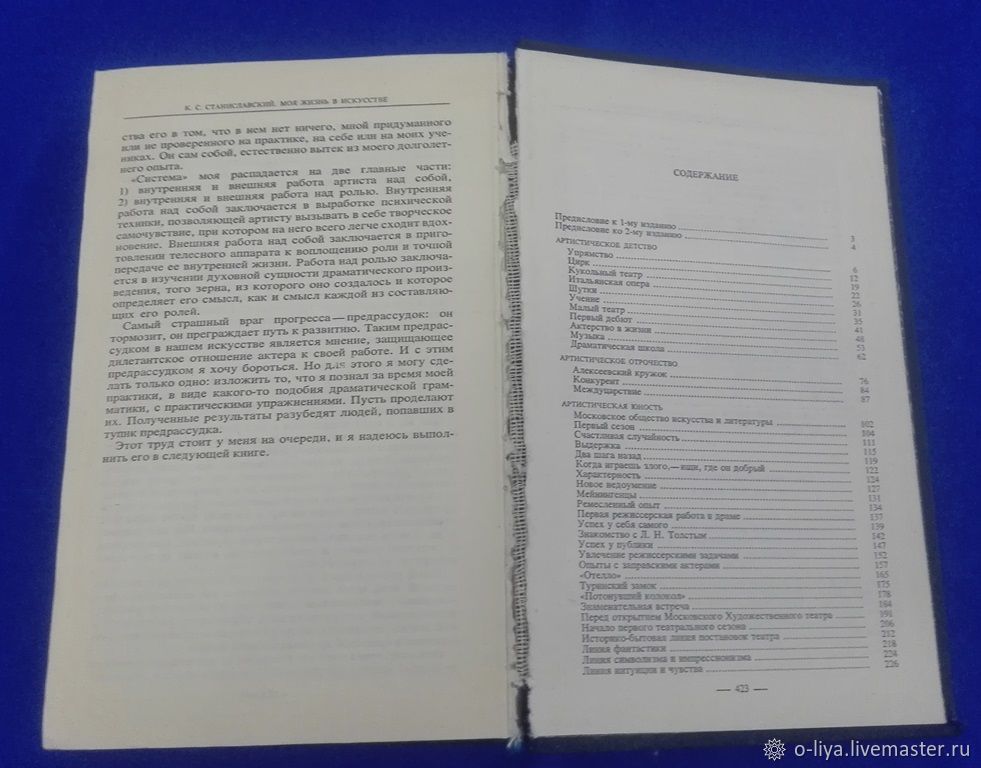 К. С. СТАНИСЛАВСКИЙ. МОЯ ЖИЗНЬ В ИСКУССТВЕ
ства его в том, что в нем нет ничего, мной придуманного
или не проверенного на практике, на себе или на моих уче-
никах. Он сам собой, естественно вытек из моего долголет-
него опыта.
«Система» моя распадается на две главные части:
1) внутренняя и внешняя работа артиста над собой,
2) внутренняя и внешняя работа над ролью. Внутренняя
работа над собой заключается в выработке психической
техники, позволяющей артисту вызывать в себе творческое
самочувствие, при котором на него всего легче сходит вдох-
новение. Внешняя работа над собой заключается в приго-
товлении телесного аппарата к воплощению роли и точной
передаче ее внутренней жизни. Работа над ролью заключа-
ется в изучении духовной сущности драматического произ-
ведения, того зерна, из которого оно создалось и которое
определяет его смысл, как и смысл каждой из составляю-
щих его ролей.
Самый страшный враг прогресса — предрассудок: он
тормозит, он преграждает путь к развитию. Таким предрас-
судком в нашем искусстве является мнение, защищающее
дилетантское отношение актера к своей работе. И с этим
предрассудком я хочу бороться. Но для этого я могу сде-
лать только одно: изложить то, что я познал за время моей
практики, в виде какого-то подобия драматической грам-
матики, с практическими упражнениями. Пусть проделают
их. Полученные результаты разубедят людей, попавших в
тупик предрассудка.
Этот труд стоит у меня на очереди, и я надеюсь выпол-
нить его в следующей книге.
СОДЕРЖАНИЕ
Предисловие к 1-му изданию 3
Предисловие ко 2-му изданию 4
АРТИСТИЧЕСКОЕ ДЕТСТВО
Упрямство 6
Цирк 12
Кукольный театр 19
Итальянская опера 22
Шутки 26
Учение 31
Малый театр 35
Первый дебют 41
Актерство в жизни 48
Музыка 53
Драматическая школа 62
АРТИСТИЧЕСКОЕ ОТРОЧЕСТВО
Алексеевский кружок 76
Конкурент 84
Междуцарствие 87
АРТИСТИЧЕСКАЯ ЮНОСТЬ
Московское общество искусства и литературы 102
Первый сезон 104
Счастливая случайность 111
Выдержка 115
Два шага назад 119
Когда играешь злого, — ищи, где он добрый 122
Характерность 124
Новое недоумение 127
Мейнингенцы 131
Ремесленный опыт 134
Первая режиссерская работа в драме 137
Успех у себя самого 139
Знакомство с Л. Н. Толстым 142
Успех у публики 147
Увлечение режиссерскими задачами 152
Опыты с заправскими актерами 157
«Отелло» 165
Туринский замок 175
«Потонувший колокол» 178
Знаменательная встреча 184
Перед открытием Московского Художественного театра 191
Начало первого театрального сезона 206
Историко-бытовая линия постановок театра 212
Линия фантастики 218
Линия символизма и импрессионизма 224
Линия интуиции и чувства 226
— 423 —
o-liya.livemaster.ru